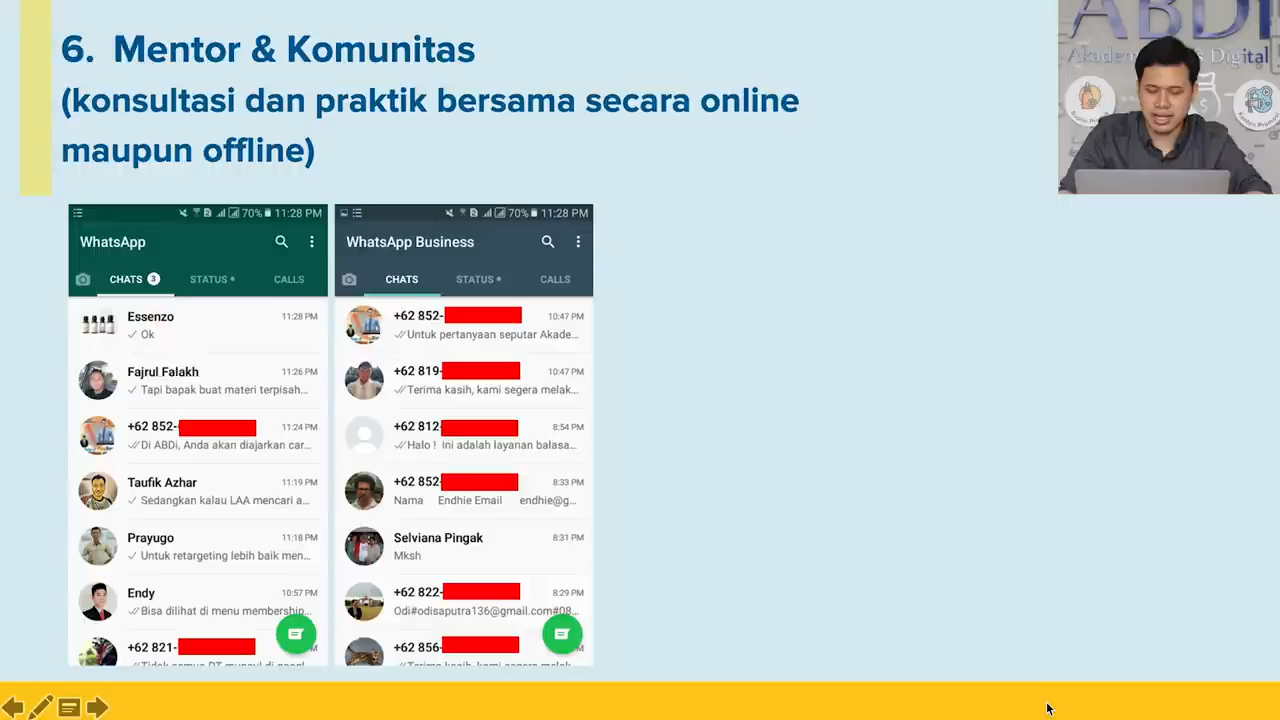 6. Mentor & Komunitas
(konsultasi dan praktik bersama secara online
maupun offline)
ABDI
Digital
70% 11:28 PM
WhatsApp
CHATS 3 STATUS CALLS
Essenzo 11:28 PM
Ok
Fajrul Falakh 11:26 PM
Tapi bapak buat materi terpisah...
+62 852- 11:24 PM
Di ABDi, Anda akan diajarkan car...
Taufik Azhar 11:19 PM
Sedangkan kalau LAA mencari a...
Prayugo 11:18 PM
Untuk retargeting lebih baik men...
Endy 10:57 PM
Bisa dilihat di menu membership...
+62 821-
70% 11:28 PM
WhatsApp Business
CHATS STATUS CALLS
+62 852- 10:47 PM
Untuk pertanyaan seputar Akade...
+62 819- 10:47 PM
Terima kasih, kami segera melak...
+62 812- 8:54 PM
Halo ! Ini adalah layanan balasa...
+62 852- 8:33 PM
Nama Endhie Email endhie@g...
Selviana Pingak 8:31 PM
Mksh
+62 822- 8:29 PM
Odi#odisaputra136@gmail.com#08...
+62 856-
Terima kasih, kami segera melak...